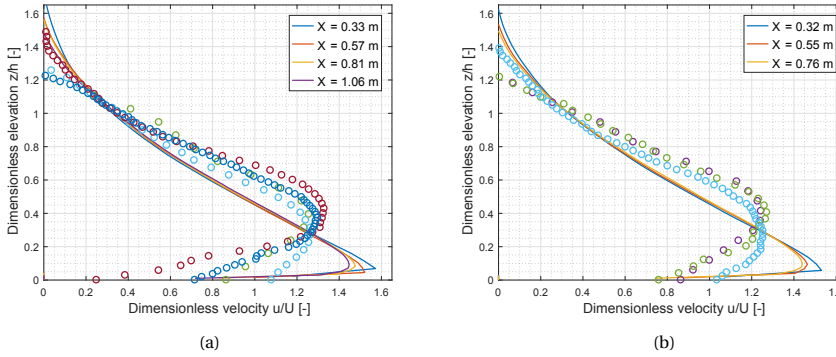 X = 0.33 m
X = 0.57 m
X = 0.81 m
X = 1.06 m
Dimensionless elevation z/h [-]
1.6
1.4
1.2
1
0.8
0.6
0.4
0.2
0
0 0.2 0.4 0.6 0.8 1 1.2 1.4 1.6
Dimensionless velocity u/U [-]
(a)
X = 0.32 m
X = 0.55 m
X = 0.76 m
Dimensionless elevation z/h [-]
1.6
1.4
1.2
1
0.8
0.6
0.4
0.2
0
0 0.2 0.4 0.6 0.8 1 1.2 1.4 1.6
Dimensionless velocity u/U [-]
(b)